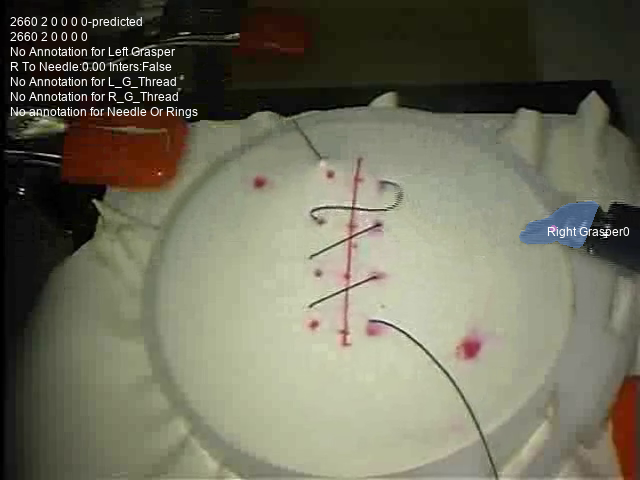 2660 2 0 0 0 0-predicted
2660 2 0 0 0 0
No Annotation for Left Grasper
R To Needle:0.00 Inters:False
No Annotation for L_G_Thread
No Annotation for R_G_Thread
No annotation for Needle Or Rings
Right Grasper0